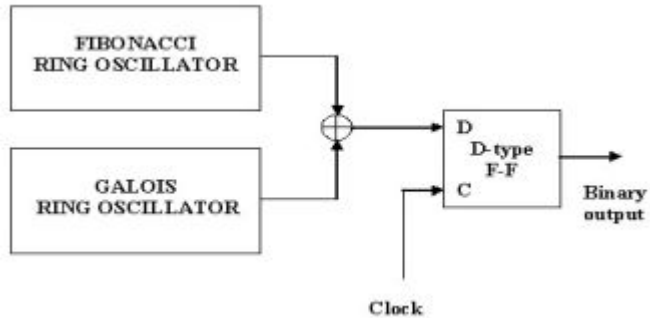 FIBONACCI
RING OSCILLATOR
GALOIS
RING OSCILLATOR
D
D-type
F-F
C
Binary
output
Clock